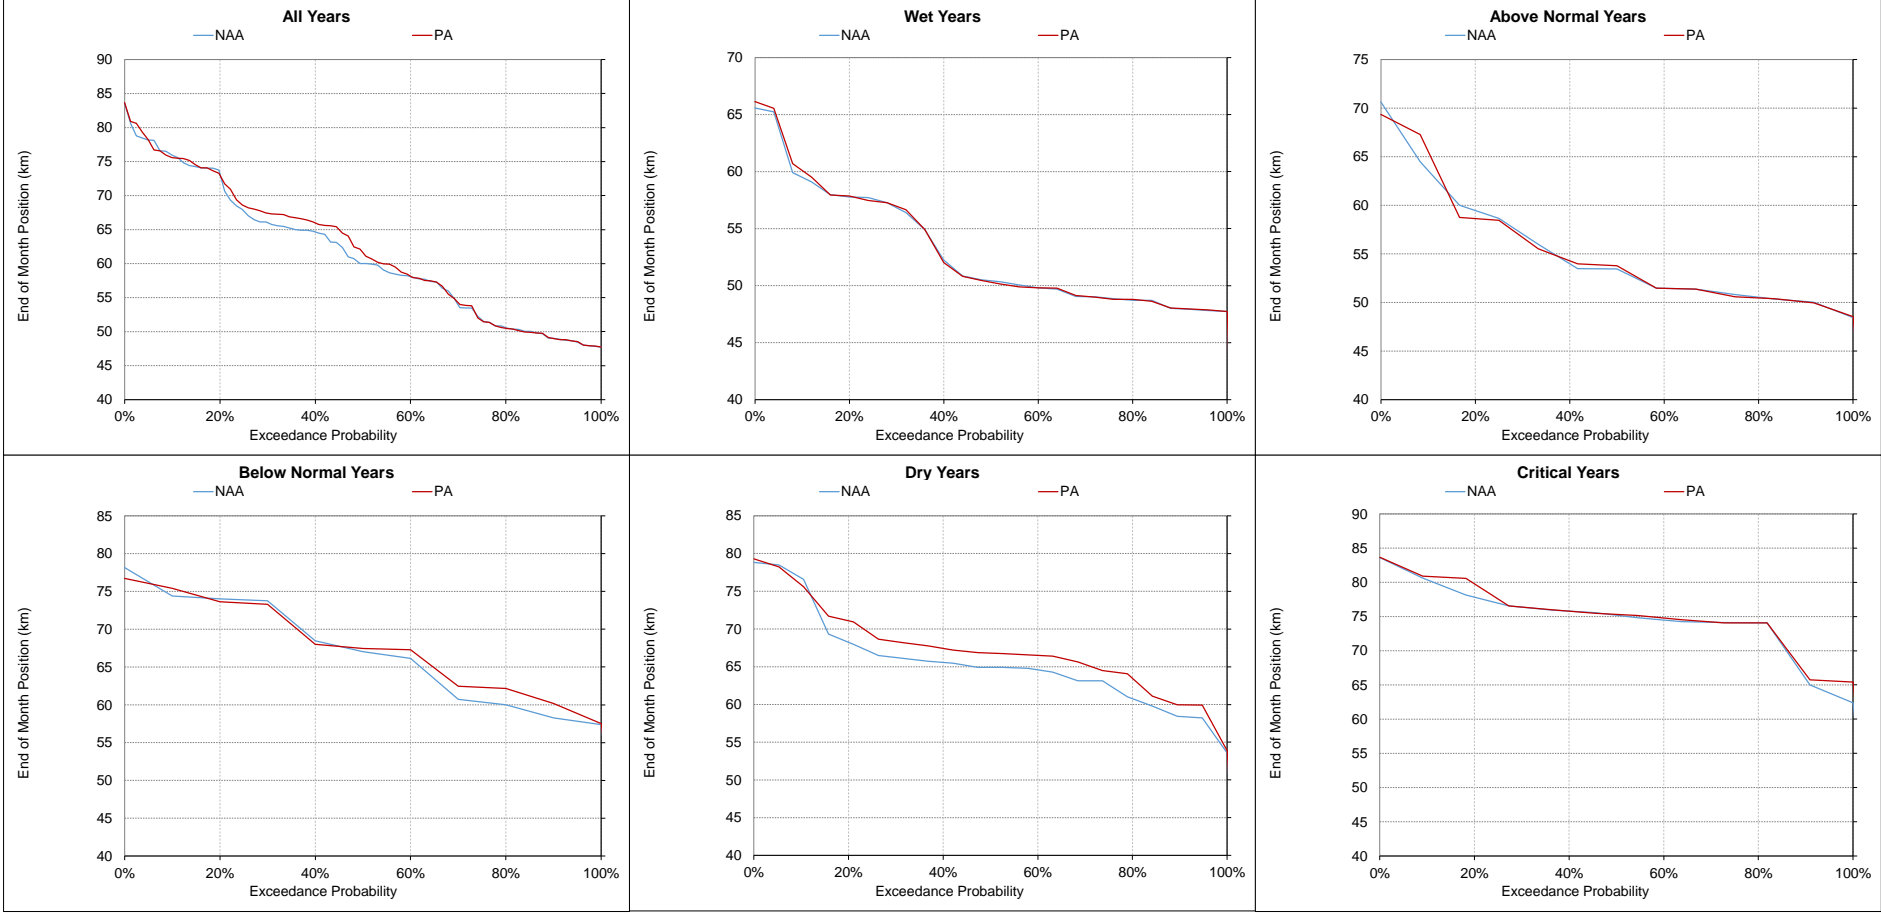 All Years
NAA PA
90
85
80
75
70
65
60
55
50
45
40
End of Month Position (km)
0% 20% 40% 60% 80% 100%
Exceedance Probability
Wet Years
NAA PA
70
65
60
55
50
45
40
End of Month Position (km)
0% 20% 40% 60% 80% 100%
Exceedance Probability
Above Normal Years
NAA PA
75
70
65
60
55
50
45
40
End of Month Position (km)
0% 20% 40% 60% 80% 100%
Exceedance Probability
Below Normal Years
NAA PA
85
80
75
70
65
60
55
50
45
40
End of Month Position (km)
0% 20% 40% 60% 80% 100%
Exceedance Probability
Dry Years
NAA PA
85
80
75
70
65
60
55
50
45
40
End of Month Position (km)
0% 20% 40% 60% 80% 100%
Exceedance Probability
Critical Years
NAA PA
90
85
80
75
70
65
60
55
50
45
40
End of Month Position (km)
0% 20% 40% 60% 80% 100%
Exceedance Probability